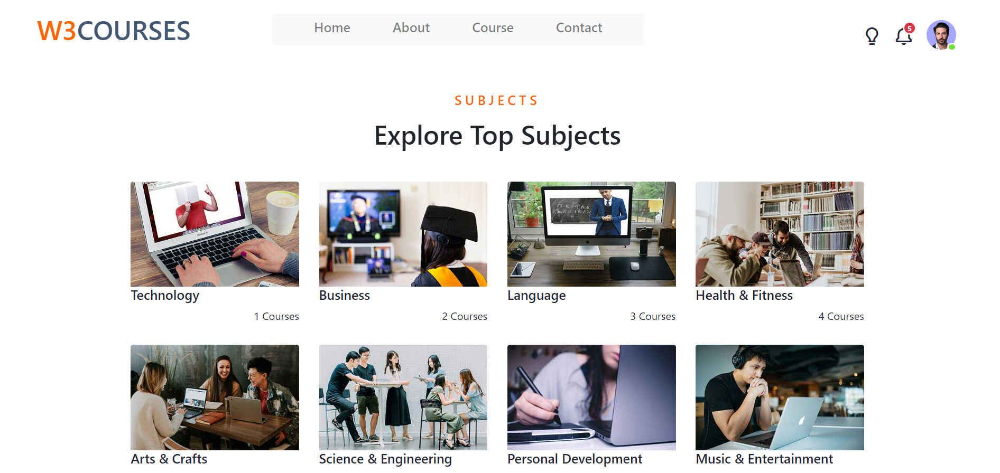 W3COURSES
Home
About
Course
Contact
5
SUBJECTS
Explore Top Subjects
Technology
Business
Language
Health & Fitness
1 Courses
2 Courses
3 Courses
4 Courses
Arts & Crafts
Science & Engineering
Personal Development
Music & Entertainment